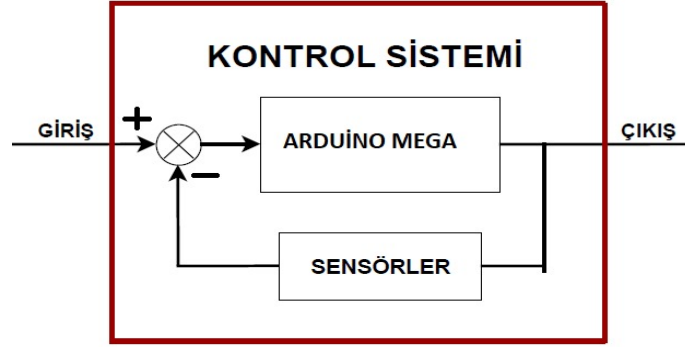 KONTROL SİSTEMİ
GİRİŞ
+
ARDUİNO MEGA
ÇIKIŞ
−
SENSÖRLER